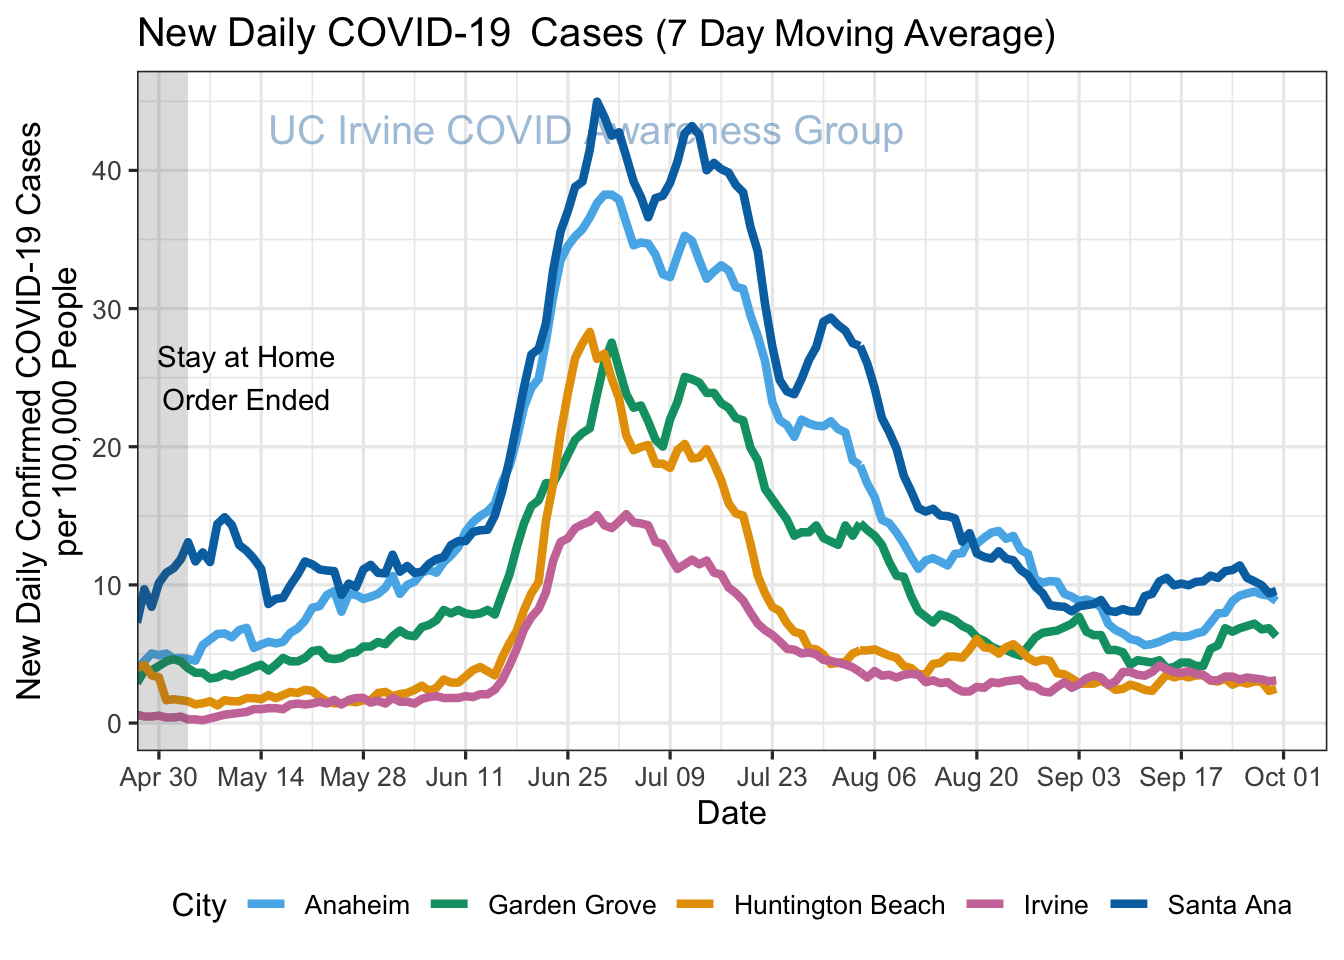 New Daily COVID-19  Cases (7 Day Moving Average)
UC Irvine COVID Awareness Group
New Daily Confirmed COVID-19 Cases
per 100,000 People
40
30
20
10
0
Stay at Home
Order Ended
Apr 30 May 14 May 28 Jun 11 Jun 25 Jul 09 Jul 23 Aug 06 Aug 20 Sep 03 Sep 17 Oct 01
Date
City Anaheim Garden Grove Huntington Beach Irvine Santa Ana